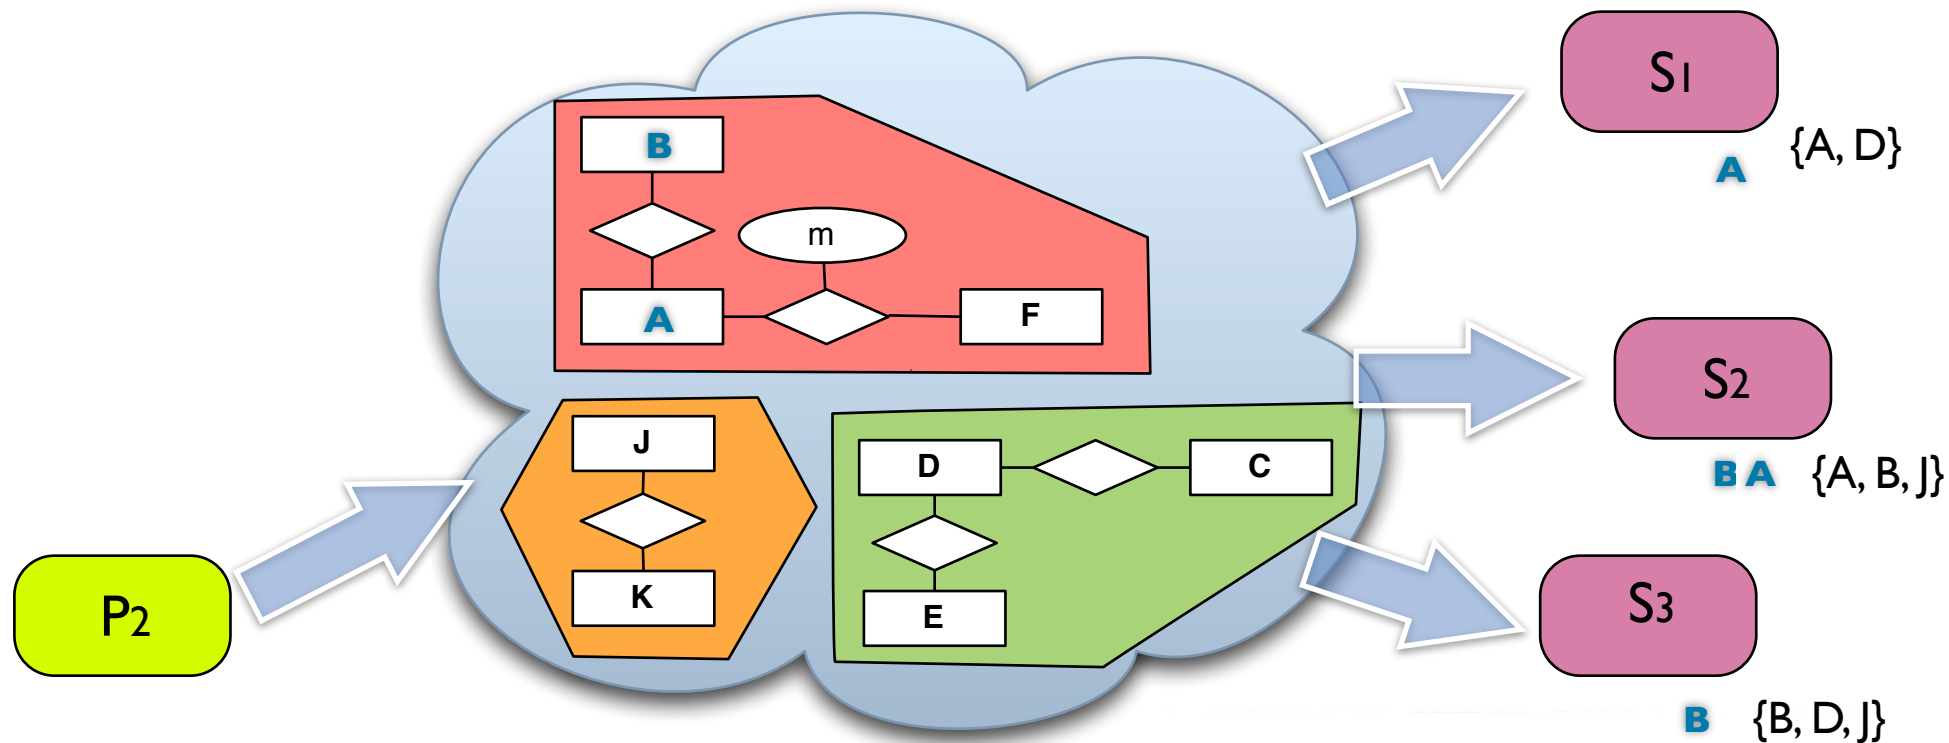 S1
A {A, D}
B
m
A
F
S2
B A {A, B, J}
J
D
C
K
E
P2
S3
B {B, D, J}